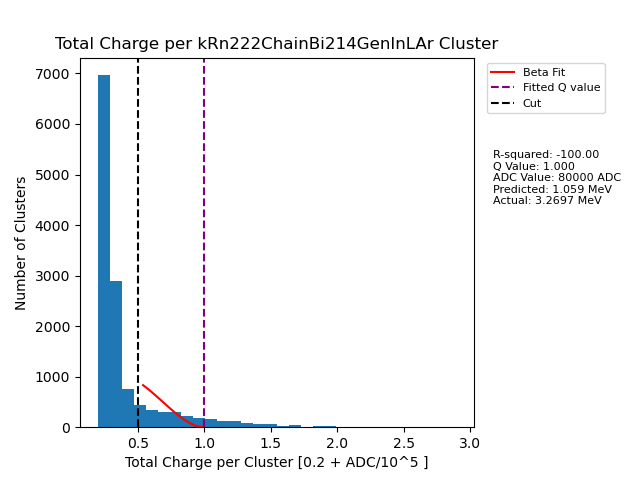 Total Charge per kRn222ChainBi214GenInLAr Cluster
Beta Fit
Fitted Q value
Cut
R-squared: -100.00
Q Value: 1.000
ADC Value: 80000 ADC
Predicted: 1.059 MeV
Actual: 3.2697 MeV
7000
6000
5000
4000
3000
2000
1000
0
Number of Clusters
0.5 1.0 1.5 2.0 2.5 3.0
Total Charge per Cluster [0.2 + ADC/10^5 ]